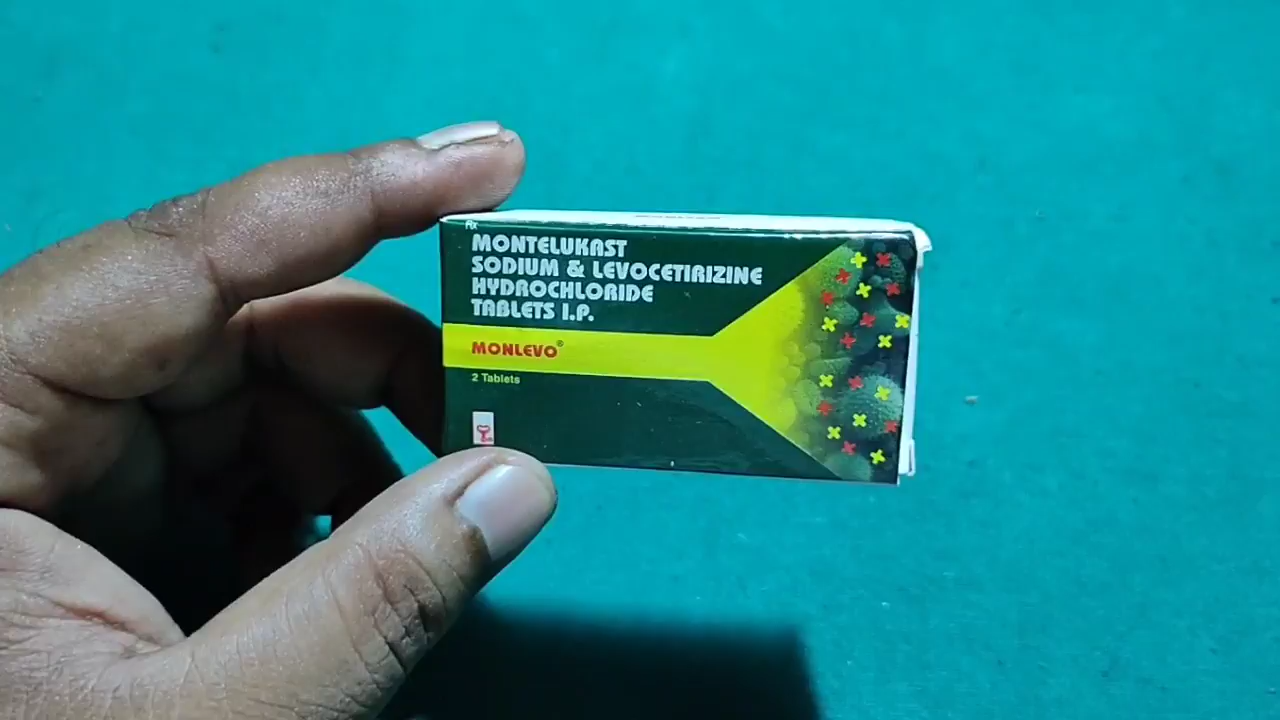 Rx
MONTELUKAST
SODIUM & LEVOCETIRIZINE
HYDROCHLORIDE
TABLETS I.P.
MONLEVO®
2 Tablets